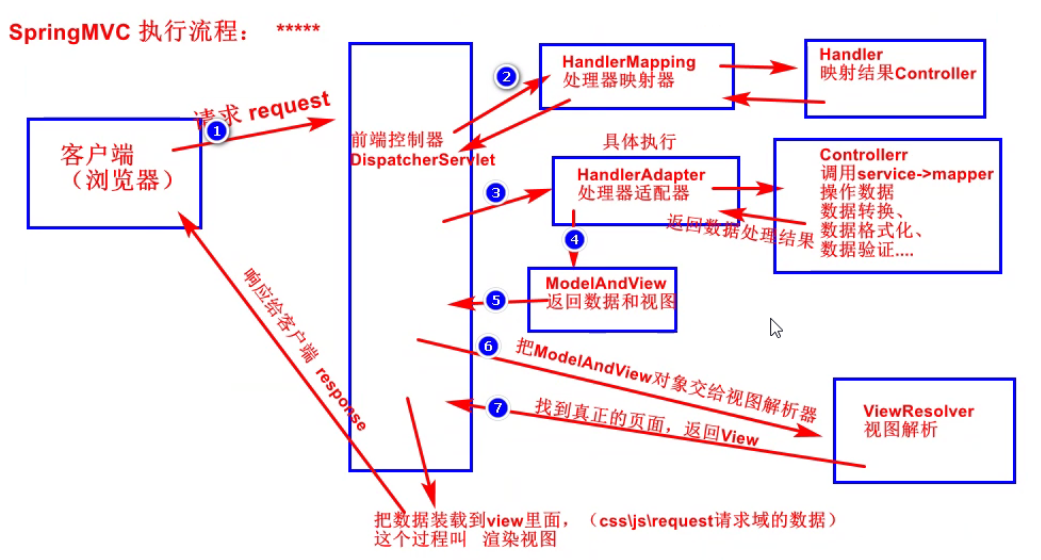 SpringMVC 执行流程： *****
请求 request
1
客户端
（浏览器）
前端控制器
DispatcherServlet
2
HandlerMapping
处理器映射器
Handler
映射结果Controller
具体执行
3
HandlerAdapter
处理器适配器
Controllerr
调用service->mapper
操作数据
数据转换、
数据格式化、
数据验证....
返回数据处理结果
4
ModelAndView
返回数据和视图
5
6
把ModelAndView对象交给视图解析器
7
找到真正的页面，返回View
ViewResolver
视图解析
响应给客户端 response
把数据装载到view里面，（css\js\request请求域的数据）
这个过程叫 渲染视图